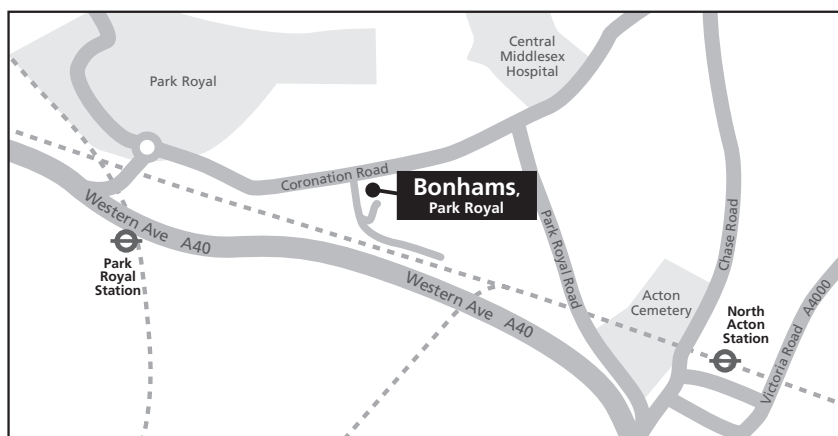 Central
Middlesex
Hospital
Park Royal
Coronation Road
Bonhams,
Park Royal
Western Ave A40
Park
Royal
Station
Park Royal Road
Chase Road
Western Ave A40
Acton
Cemetery
North
Acton
Station
Victoria Road A4000